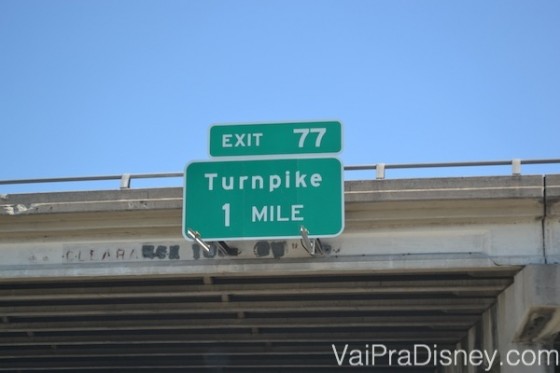 EXIT 77
Turnpike
1 MILE
VaiPraDisney.com